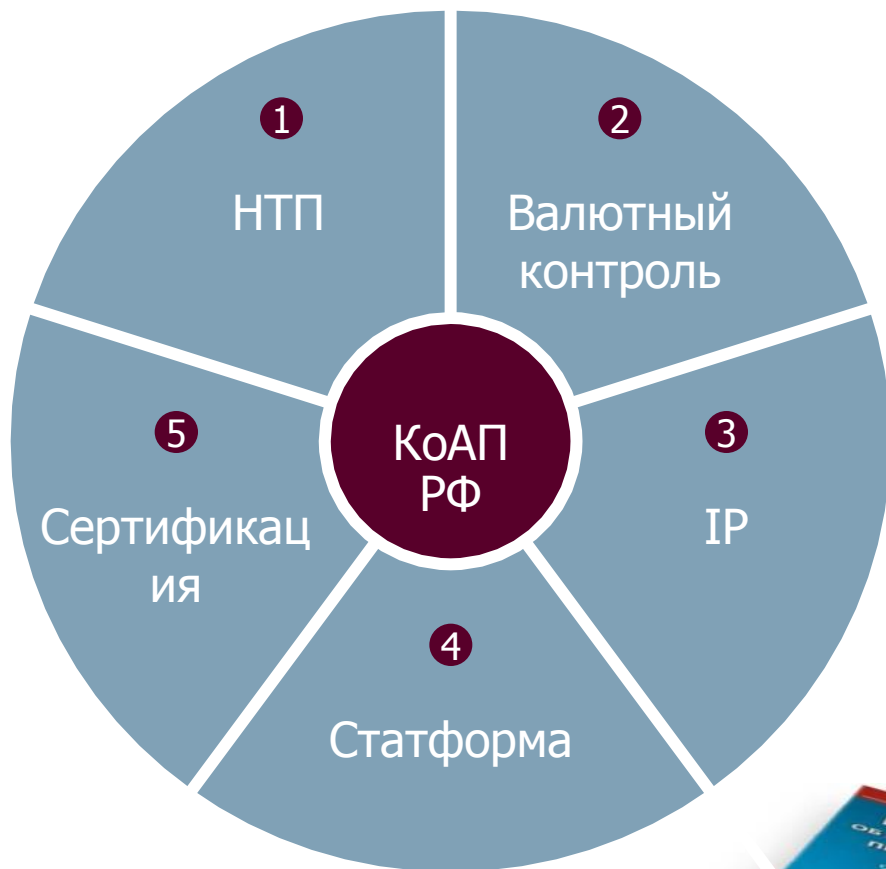 1
НТП
2
Валютный
контроль
3
IP
4
Статформа
5
Сертификац
ия
КоАП
РФ